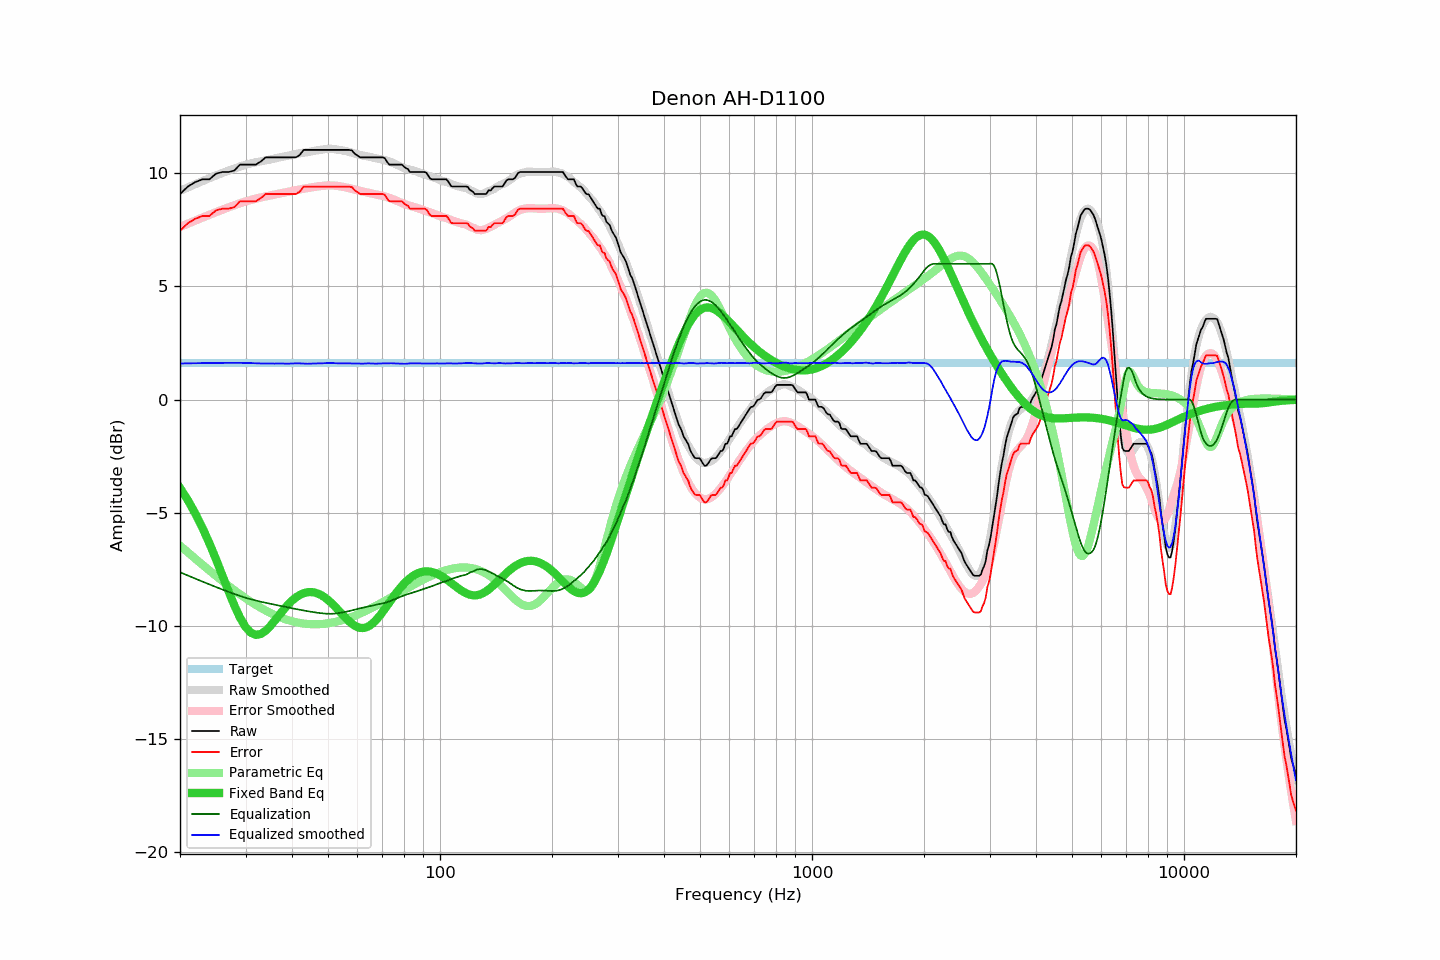 Denon AH-D1100
10
5
0
−5
−10
−15
−20
Amplitude (dBr)
Target
Raw Smoothed
Error Smoothed
Raw
Error
Parametric Eq
Fixed Band Eq
Equalization
Equalized smoothed
100
1000
10000
Frequency (Hz)